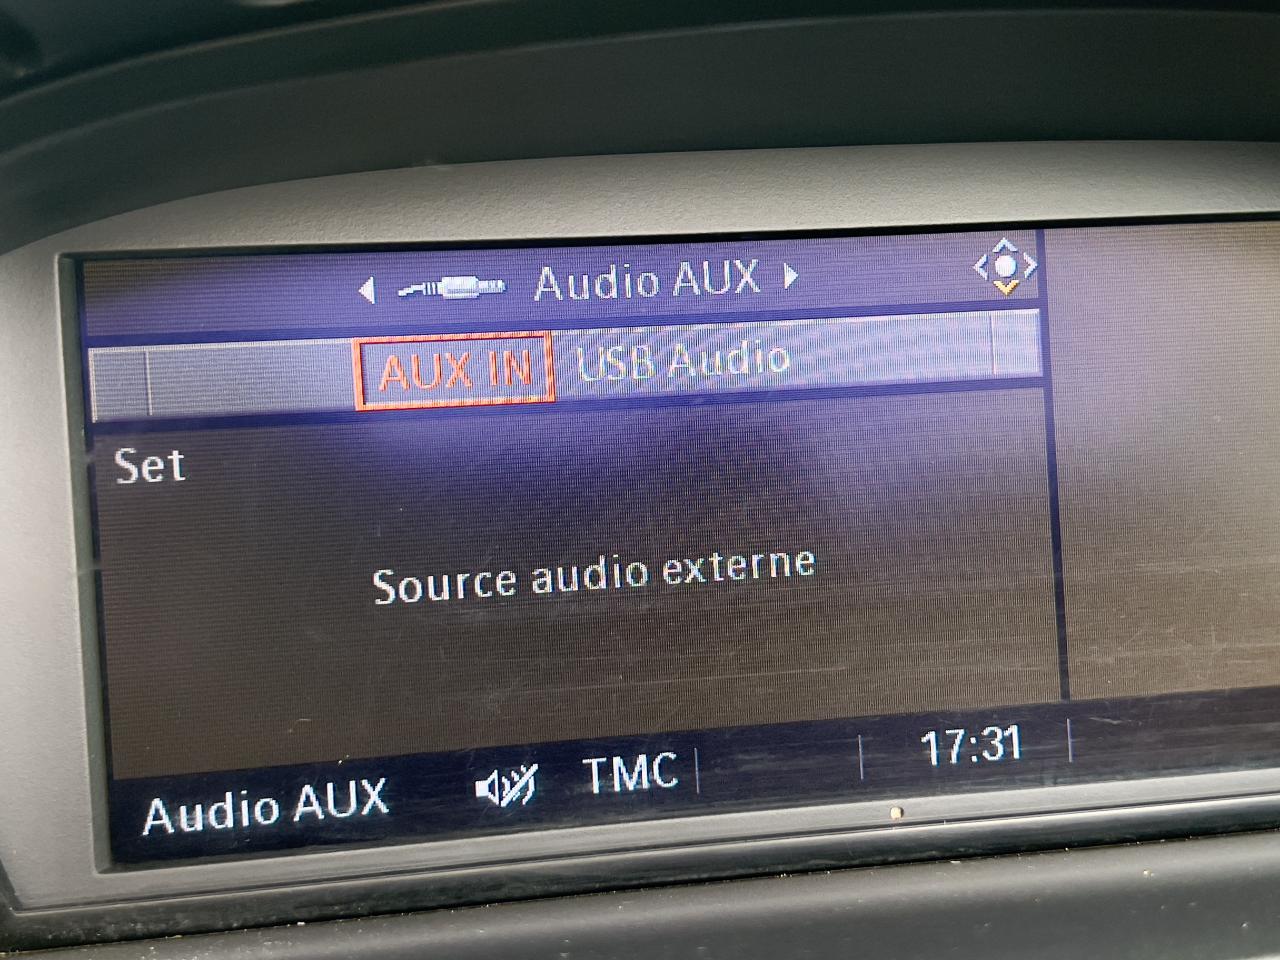 Audio AUX
AUX IN USB Audio
Set
Source audio externe
Audio AUX TMC 17:31